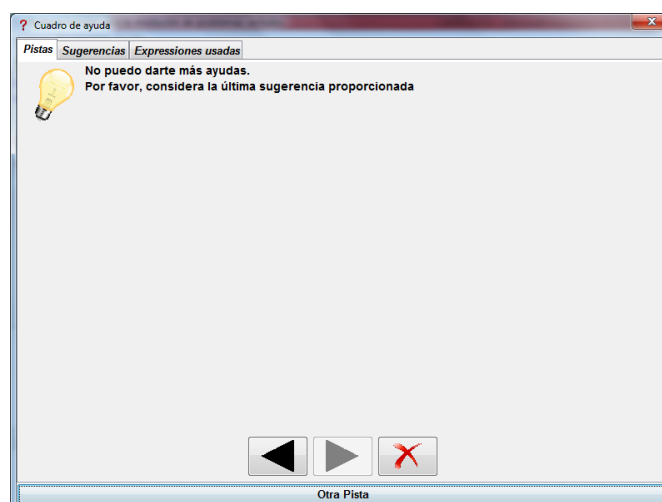 ? Cuadro de ayuda
Pistas Sugerencias Expressiones usadas
No puedo darte más ayudas.
Por favor, considera la última sugerencia proporcionada
Otra Pista